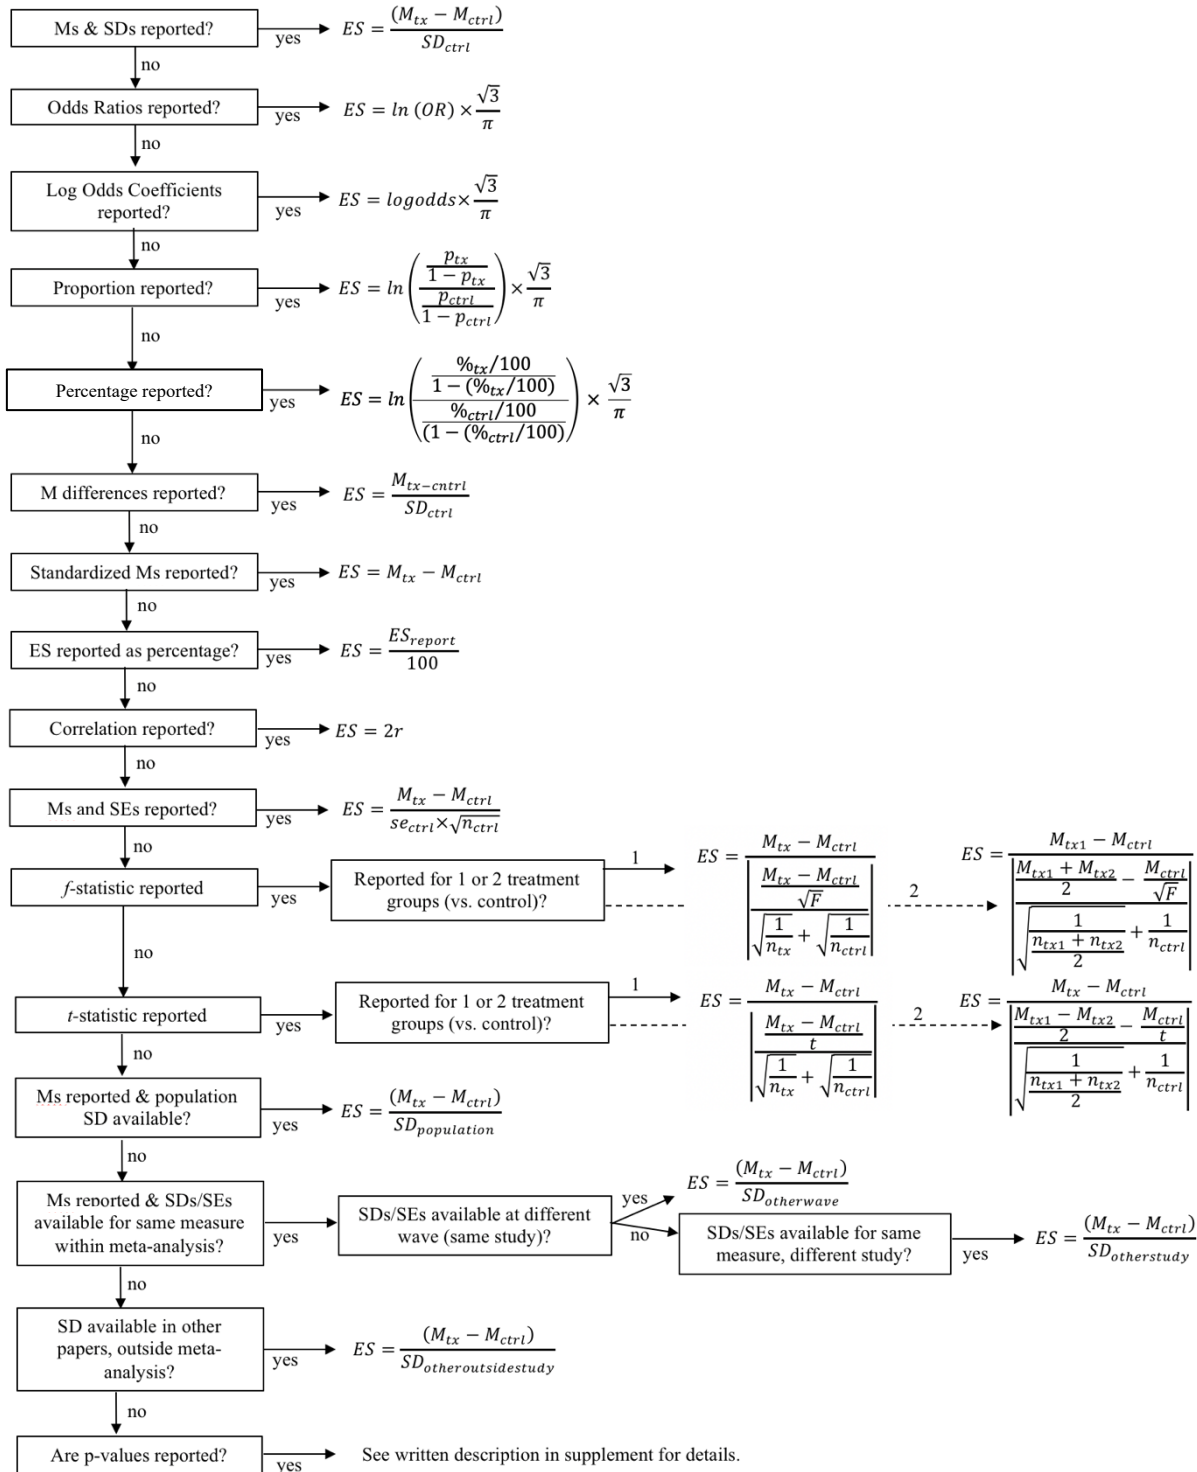 Ms & SDs reported?
yes
ES = (M_tx − M_ctrl) / SD_ctrl
no
Odds Ratios reported?
yes
ES = ln (OR) × √3 / π
no
Log Odds Coefficients
reported?
yes
ES = logodds × √3 / π
no
Proportion reported?
yes
ES = ln ( (p_tx / (1 − p_tx)) / (p_ctrl / (1 − p_ctrl)) ) × √3 / π
no
Percentage reported?
yes
ES = ln ( (%_tx/100 / 1 − (%_tx/100)) / (%_ctrl/100 / (1 − (%_ctrl/100)) ) × √3 / π
no
M differences reported?
yes
ES = M_tx−cntrl / SD_ctrl
no
Standardized Ms reported?
yes
ES = M_tx − M_ctrl
no
ES reported as percentage?
yes
ES = ES_report / 100
no
Correlation reported?
yes
ES = 2r
no
Ms and SEs reported?
yes
ES = (M_tx − M_ctrl) / (se_ctrl × √n_ctrl)
no
f-statistic reported
yes
Reported for 1 or 2 treatment
groups (vs. control)?
1
ES = (M_tx − M_ctrl) / | ((M_tx − M_ctrl) / √F) / (√(1 / n_tx) + √(1 / n_ctrl)) |
2
ES = (M_tx1 − M_ctrl) / | ((M_tx1 + M_tx2) / 2 − M_ctrl / √F) / √(1 / ((n_tx1 + n_tx2) / 2) + 1 / n_ctrl) |
no
t-statistic reported
yes
Reported for 1 or 2 treatment
groups (vs. control)?
1
ES = (M_tx − M_ctrl) / | ((M_tx − M_ctrl) / t) / (√(1 / n_tx) + √(1 / n_ctrl)) |
2
ES = (M_tx − M_ctrl) / | ((M_tx1 − M_tx2) / 2 − M_ctrl / t) / √(1 / ((n_tx1 + n_tx2) / 2) + 1 / n_ctrl) |
no
Ms reported & population
SD available?
yes
ES = (M_tx − M_ctrl) / SD_population
no
Ms reported & SDs/SEs
available for same measure
within meta-analysis?
yes
SDs/SEs available at different
wave (same study)?
yes
ES = (M_tx − M_ctrl) / SD_otherwave
no
SDs/SEs available for same
measure, different study?
yes
ES = (M_tx − M_ctrl) / SD_otherstudy
no
SD available in other
papers, outside meta-
analysis?
yes
ES = (M_tx − M_ctrl) / SD_otheroutsidestudy
no
Are p-values reported?
yes
See written description in supplement for details.